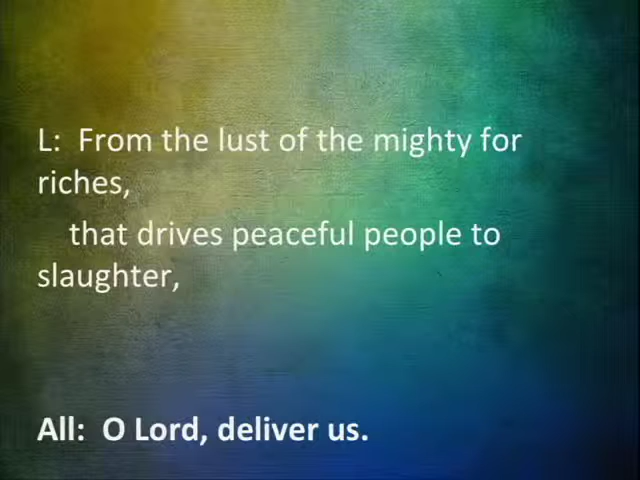 L: From the lust of the mighty for
riches,
that drives peaceful people to
slaughter,
All: O Lord, deliver us.